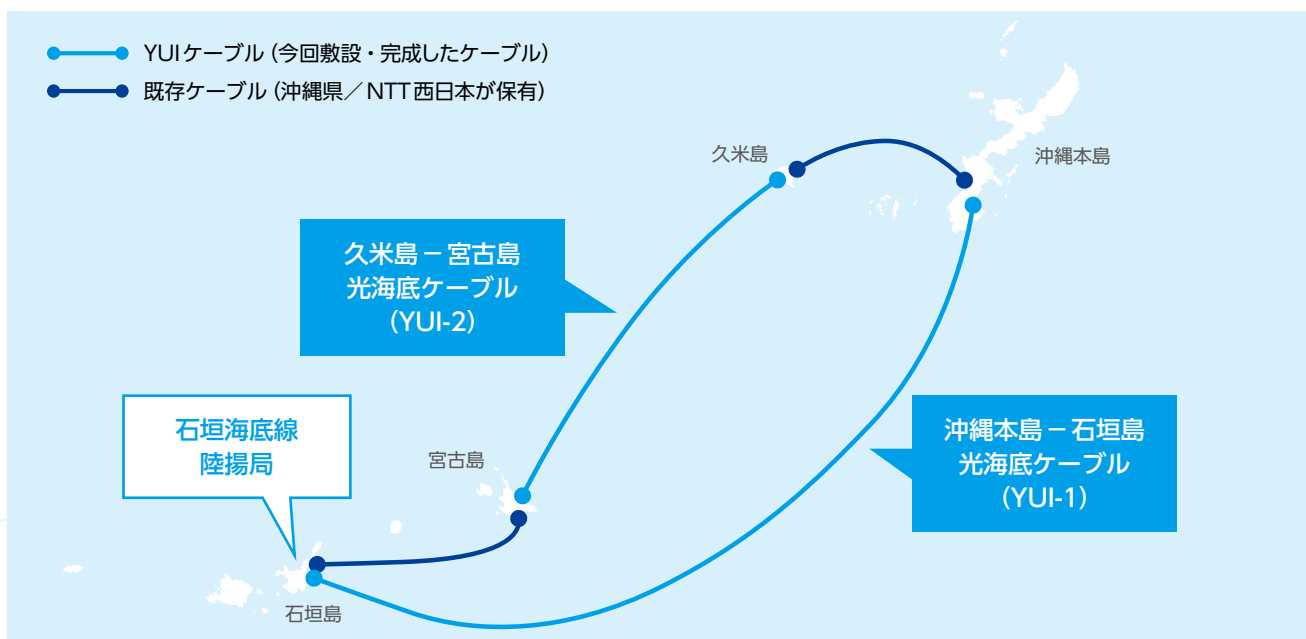 YUIケーブル（今回敷設・完成したケーブル）
既存ケーブル（沖縄県／NTT西日本が保有）
久米島
沖縄本島
久米島 − 宮古島
光海底ケーブル
（YUI-2）
石垣海底線
陸揚局
宮古島
沖縄本島 − 石垣島
光海底ケーブル
（YUI-1）
石垣島